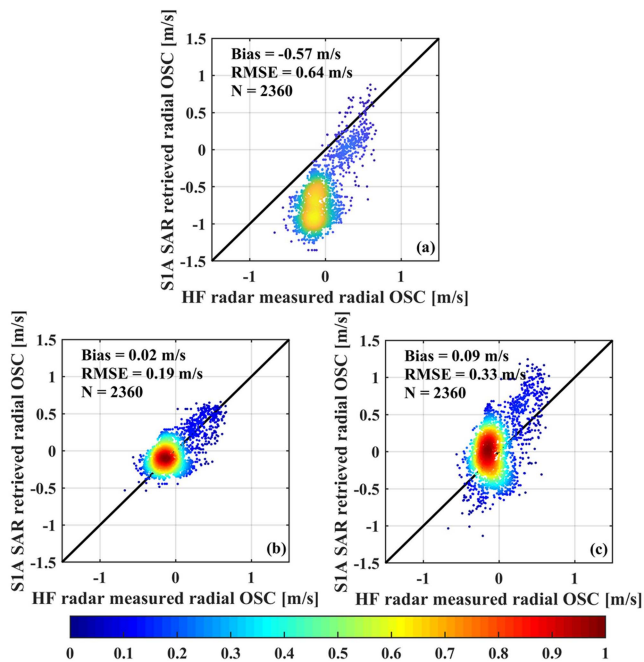 Bias = -0.57 m/s
RMSE = 0.64 m/s
N = 2360
S1A SAR retrieved radial OSC [m/s]
1.5
1
0.5
0
-0.5
-1
-1.5
(a)
-1 0 1
HF radar measured radial OSC [m/s]
Bias = 0.02 m/s
RMSE = 0.19 m/s
N = 2360
S1A SAR retrieved radial OSC [m/s]
1.5
1
0.5
0
-0.5
-1
-1.5
(b)
-1 0 1
HF radar measured radial OSC [m/s]
Bias = 0.09 m/s
RMSE = 0.33 m/s
N = 2360
S1A SAR retrieved radial OSC [m/s]
1.5
1
0.5
0
-0.5
-1
-1.5
(c)
-1 0 1
HF radar measured radial OSC [m/s]
0 0.1 0.2 0.3 0.4 0.5 0.6 0.7 0.8 0.9 1